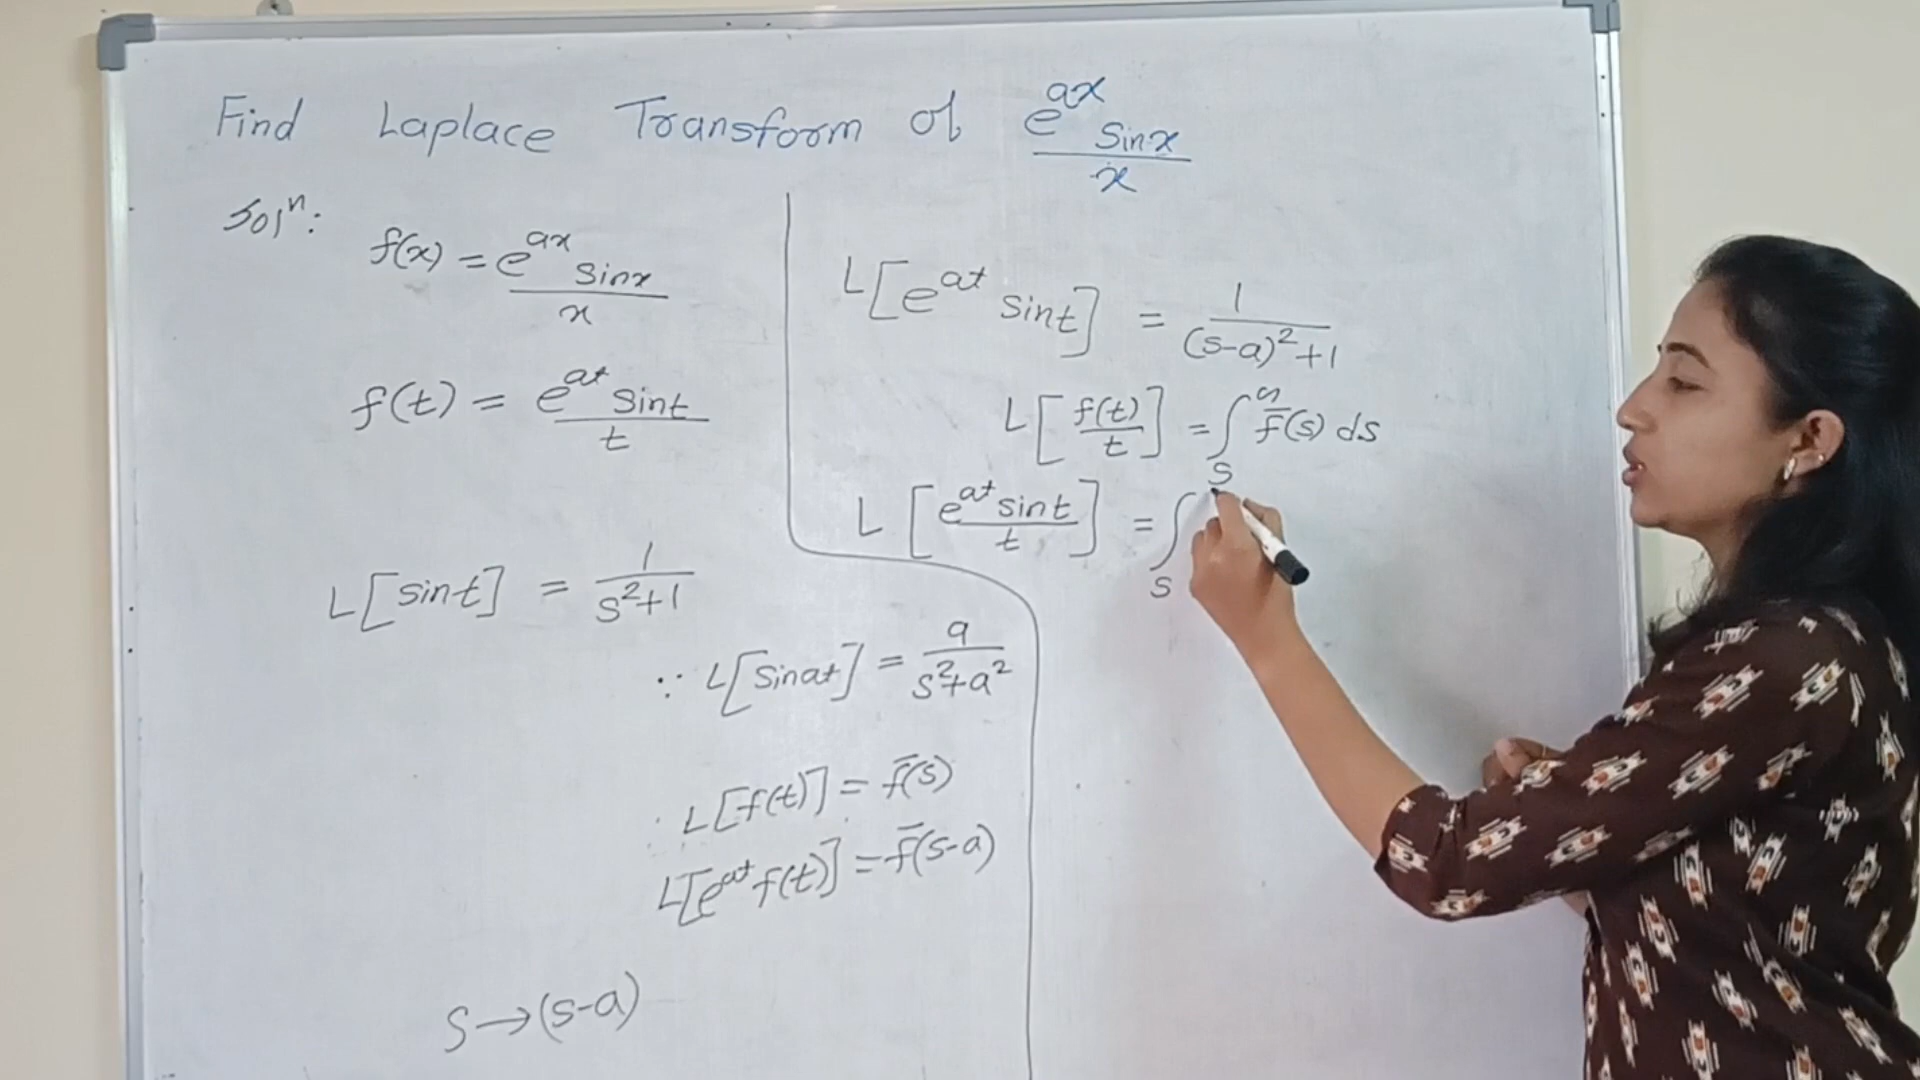 Find Laplace Transform of e^{ax} sinx / x
Solⁿ:
f(x) = e^{ax} sinx / x
f(t) = e^{at} sint / t
L[sint] = 1 / s²+1
∵ L[sinat] = a / s²+a²
L[f(t)] = f̄(s)
L[e^{at} f(t)] = f̄(s-a)
s→(s-a)
L[e^{at} sint] = 1 / (s-a)²+1
L[f(t) / t] = ∫_s f̄(s) ds
L[e^{at} sint / t] = ∫_s